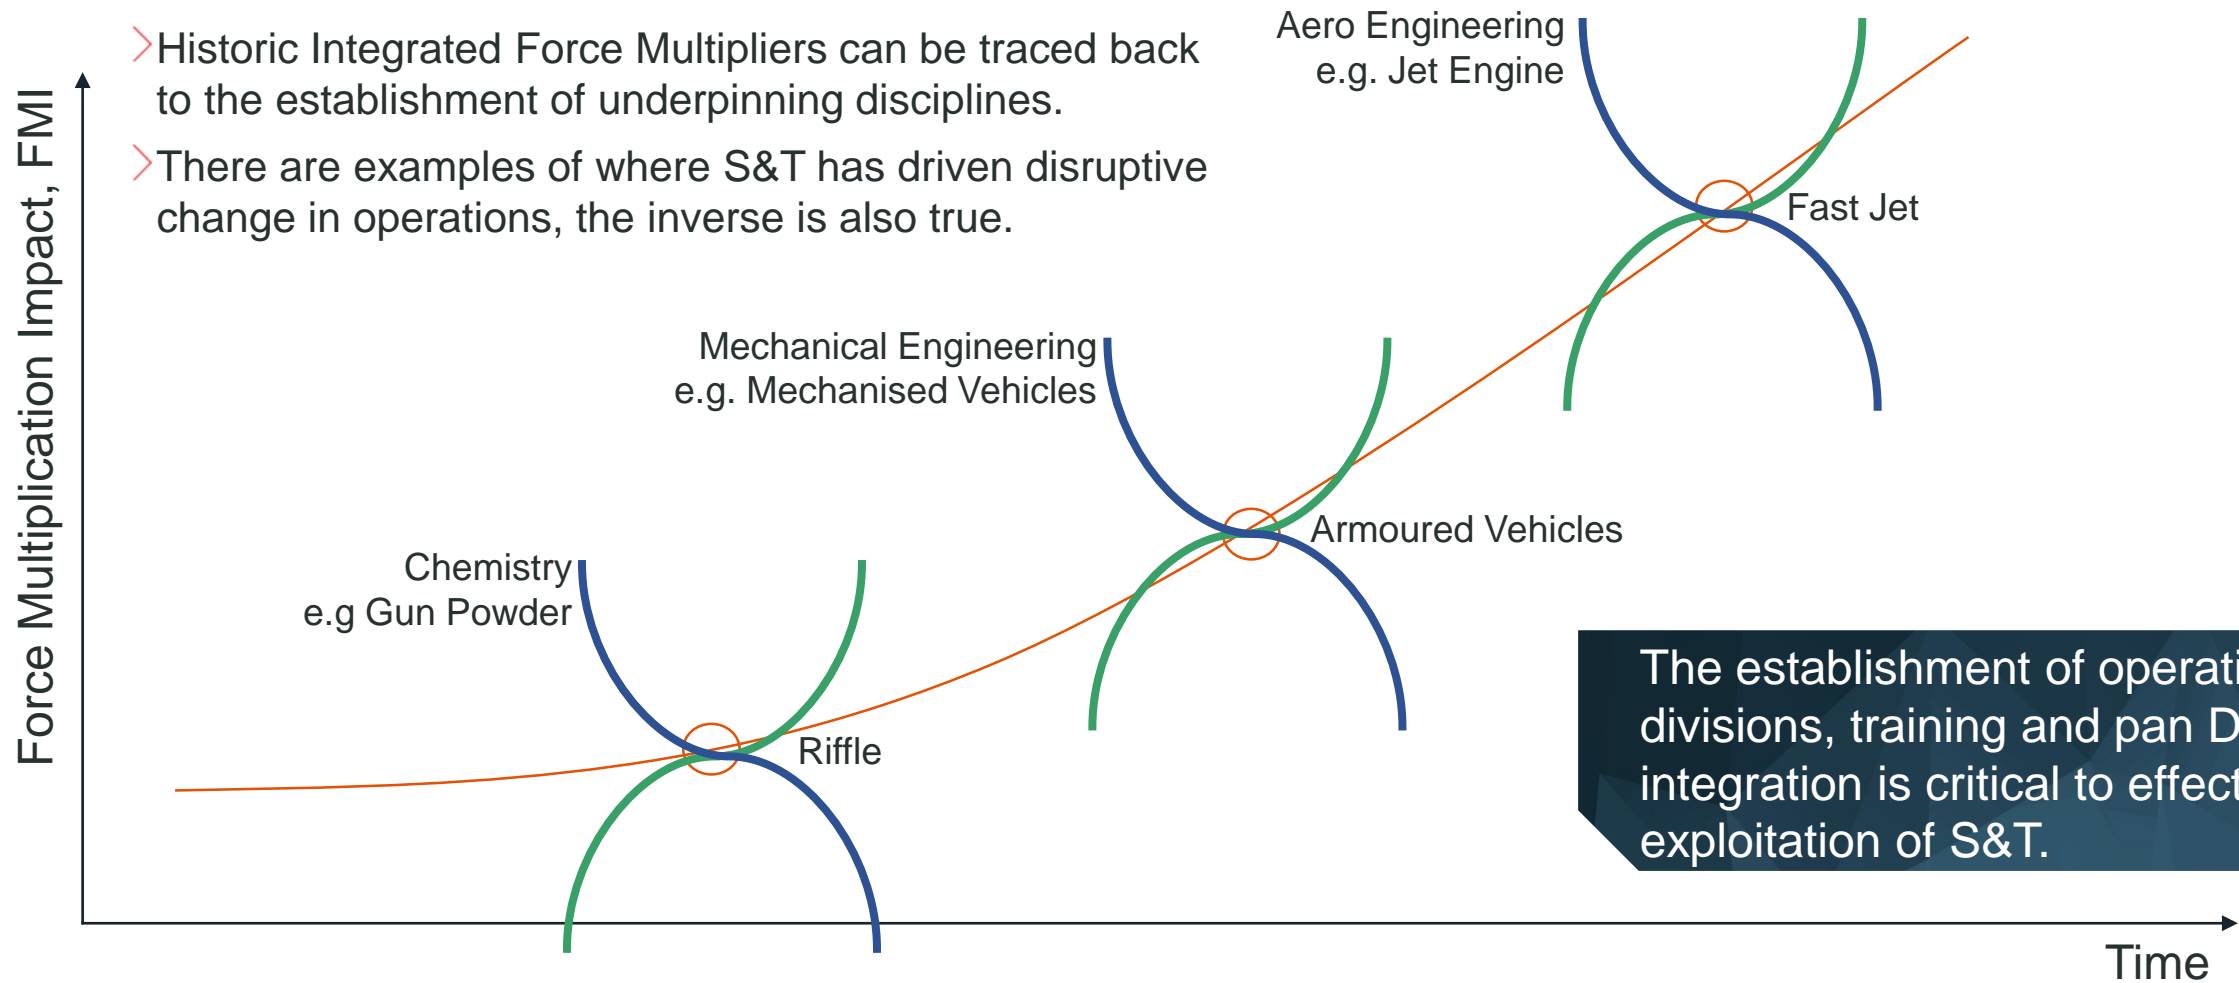 Historic Integrated Force Multipliers can be traced back
to the establishment of underpinning disciplines.
There are examples of where S&T has driven disruptive
change in operations, the inverse is also true.
Force Multiplication Impact, FMI
Aero Engineering
e.g. Jet Engine
Fast Jet
Mechanical Engineering
e.g. Mechanised Vehicles
Armoured Vehicles
Chemistry
e.g Gun Powder
Riffle
The establishment of operati
divisions, training and pan D
integration is critical to effect
exploitation of S&T.
Time